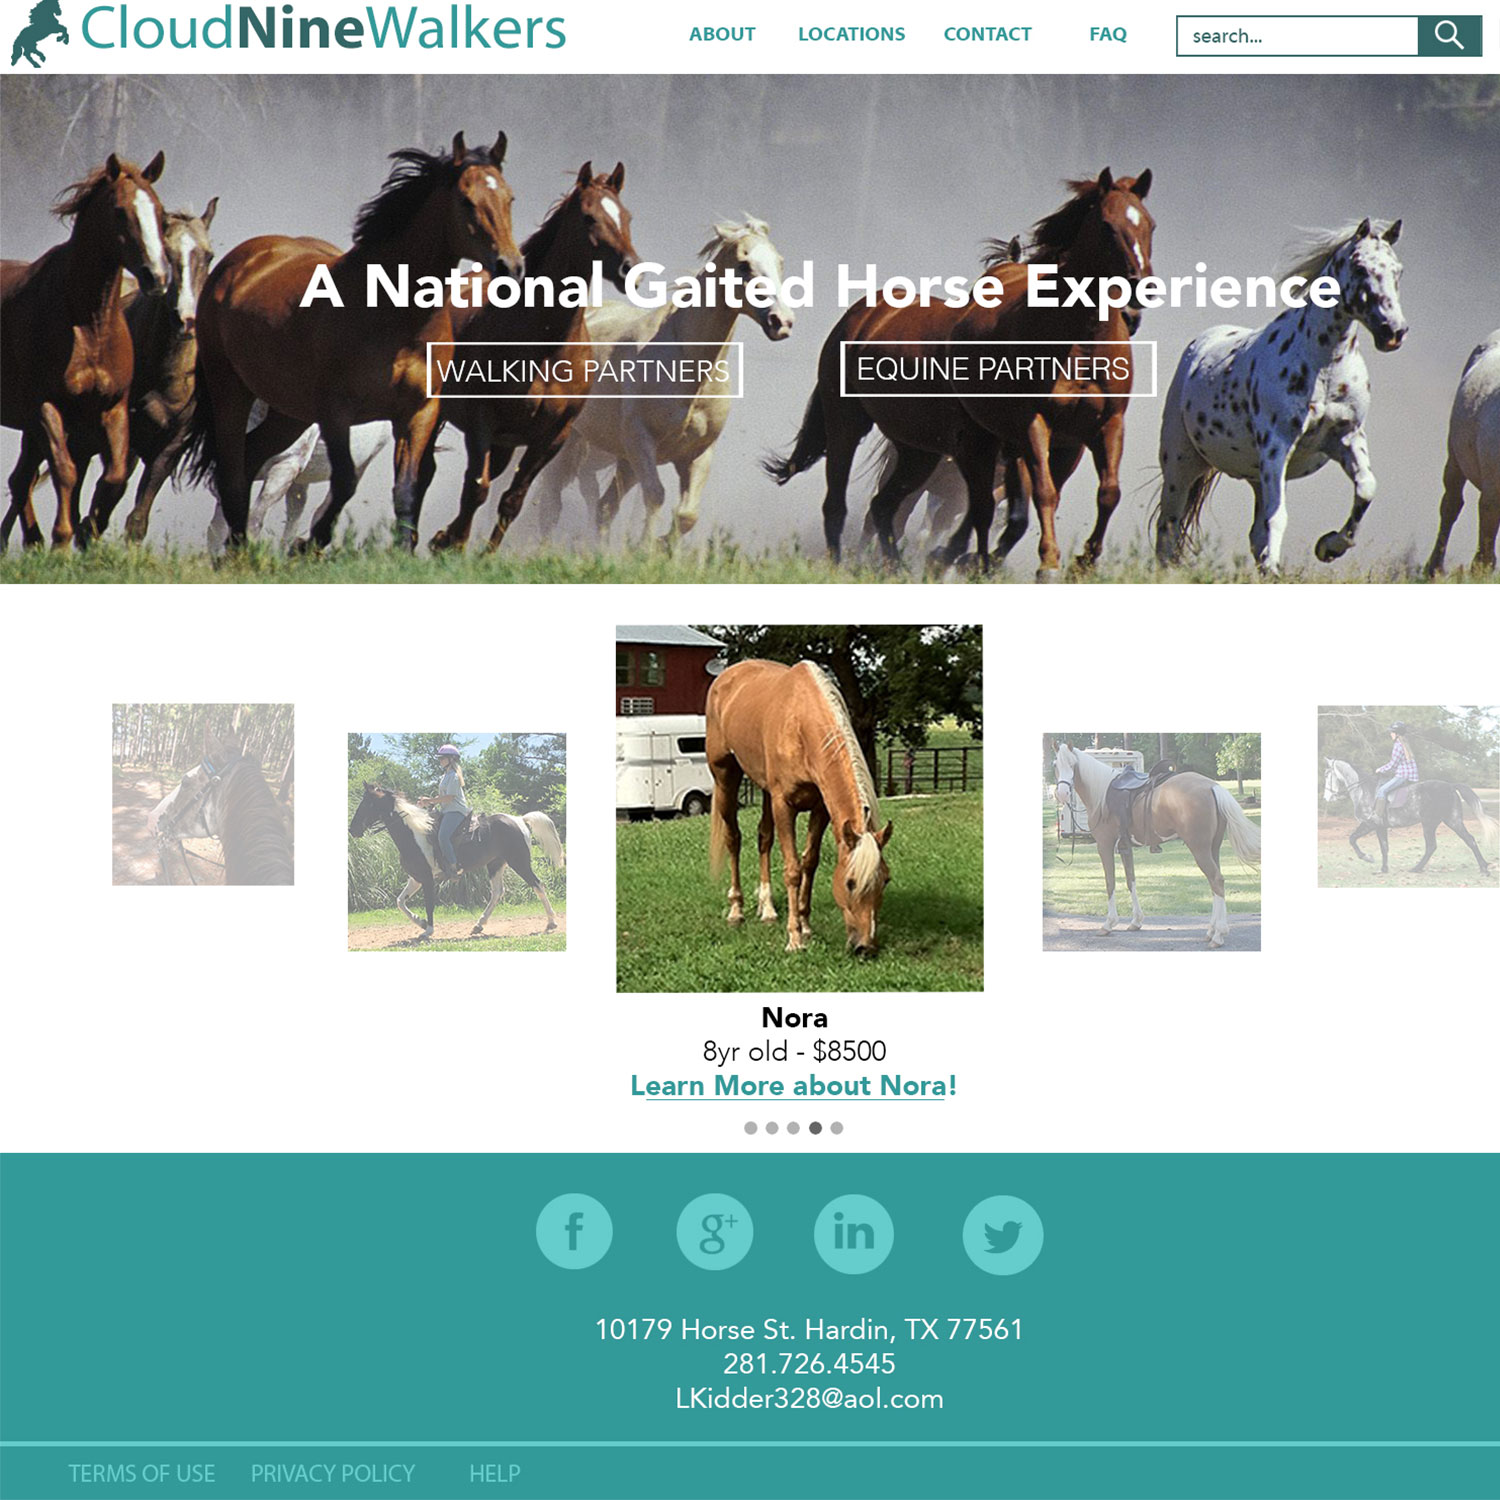 CloudNineWalkers
ABOUT LOCATIONS CONTACT FAQ
search...
A National Gaited Horse Experience
WALKING PARTNERS EQUINE PARTNERS
Nora
8yr old - $8500
Learn More about Nora!
f g+ in
10179 Horse St. Hardin, TX 77561
281.726.4545
LKidder328@aol.com
TERMS OF USE PRIVACY POLICY HELP